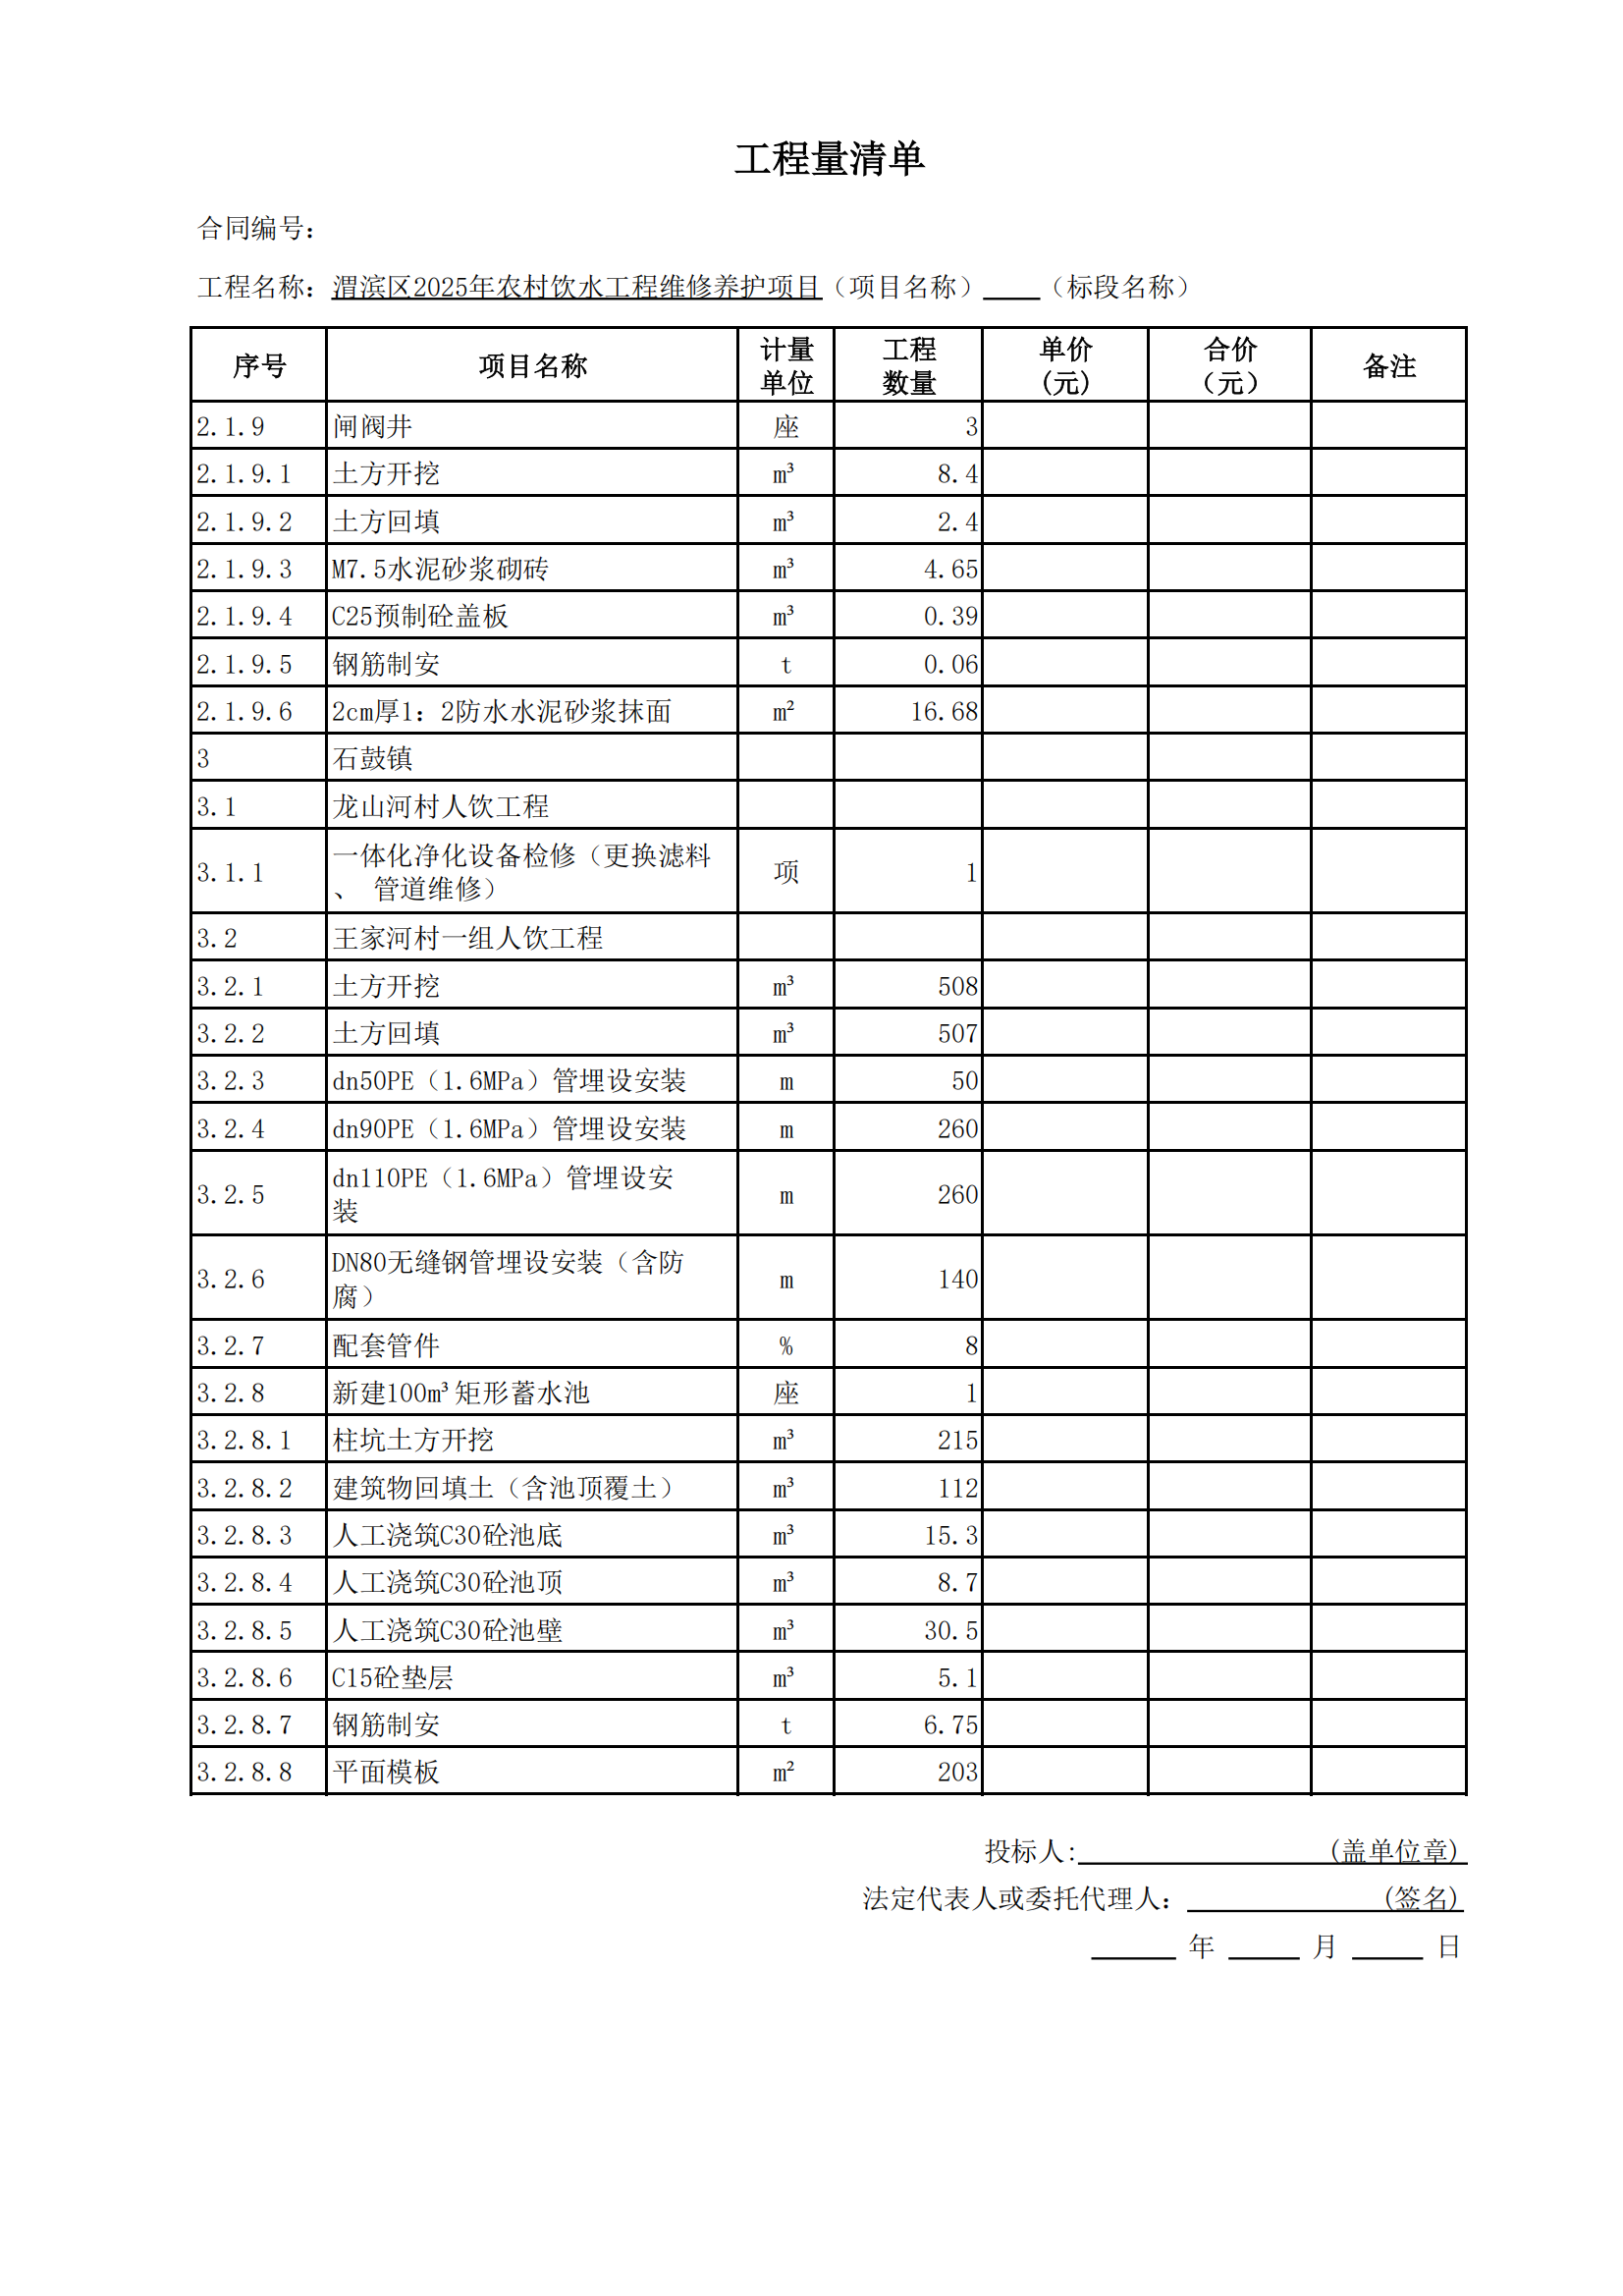 工程量清单
合同编号：
工程名称：渭滨区2025年农村饮水工程维修养护项目（项目名称）____（标段名称）
序号 项目名称 计量单位 工程数量 单价(元) 合价（元） 备注
2.1.9 闸阀井 座 3
2.1.9.1 土方开挖 m³ 8.4
2.1.9.2 土方回填 m³ 2.4
2.1.9.3 M7.5水泥砂浆砌砖 m³ 4.65
2.1.9.4 C25预制砼盖板 m³ 0.39
2.1.9.5 钢筋制安 t 0.06
2.1.9.6 2cm厚1：2防水水泥砂浆抹面 m² 16.68
3 石鼓镇
3.1 龙山河村人饮工程
3.1.1 一体化净化设备检修（更换滤料、 管道维修） 项 1
3.2 王家河村一组人饮工程
3.2.1 土方开挖 m³ 508
3.2.2 土方回填 m³ 507
3.2.3 dn50PE（1.6MPa）管埋设安装 m 50
3.2.4 dn90PE（1.6MPa）管埋设安装 m 260
3.2.5 dn110PE（1.6MPa）管埋设安装 m 260
3.2.6 DN80无缝钢管埋设安装（含防腐） m 140
3.2.7 配套管件 % 8
3.2.8 新建100m³矩形蓄水池 座 1
3.2.8.1 柱坑土方开挖 m³ 215
3.2.8.2 建筑物回填土（含池顶覆土） m³ 112
3.2.8.3 人工浇筑C30砼池底 m³ 15.3
3.2.8.4 人工浇筑C30砼池顶 m³ 8.7
3.2.8.5 人工浇筑C30砼池壁 m³ 30.5
3.2.8.6 C15砼垫层 m³ 5.1
3.2.8.7 钢筋制安 t 6.75
3.2.8.8 平面模板 m² 203
投标人:____(盖单位章)
法定代表人或委托代理人：____(签名)
____ 年 ____ 月 ____ 日